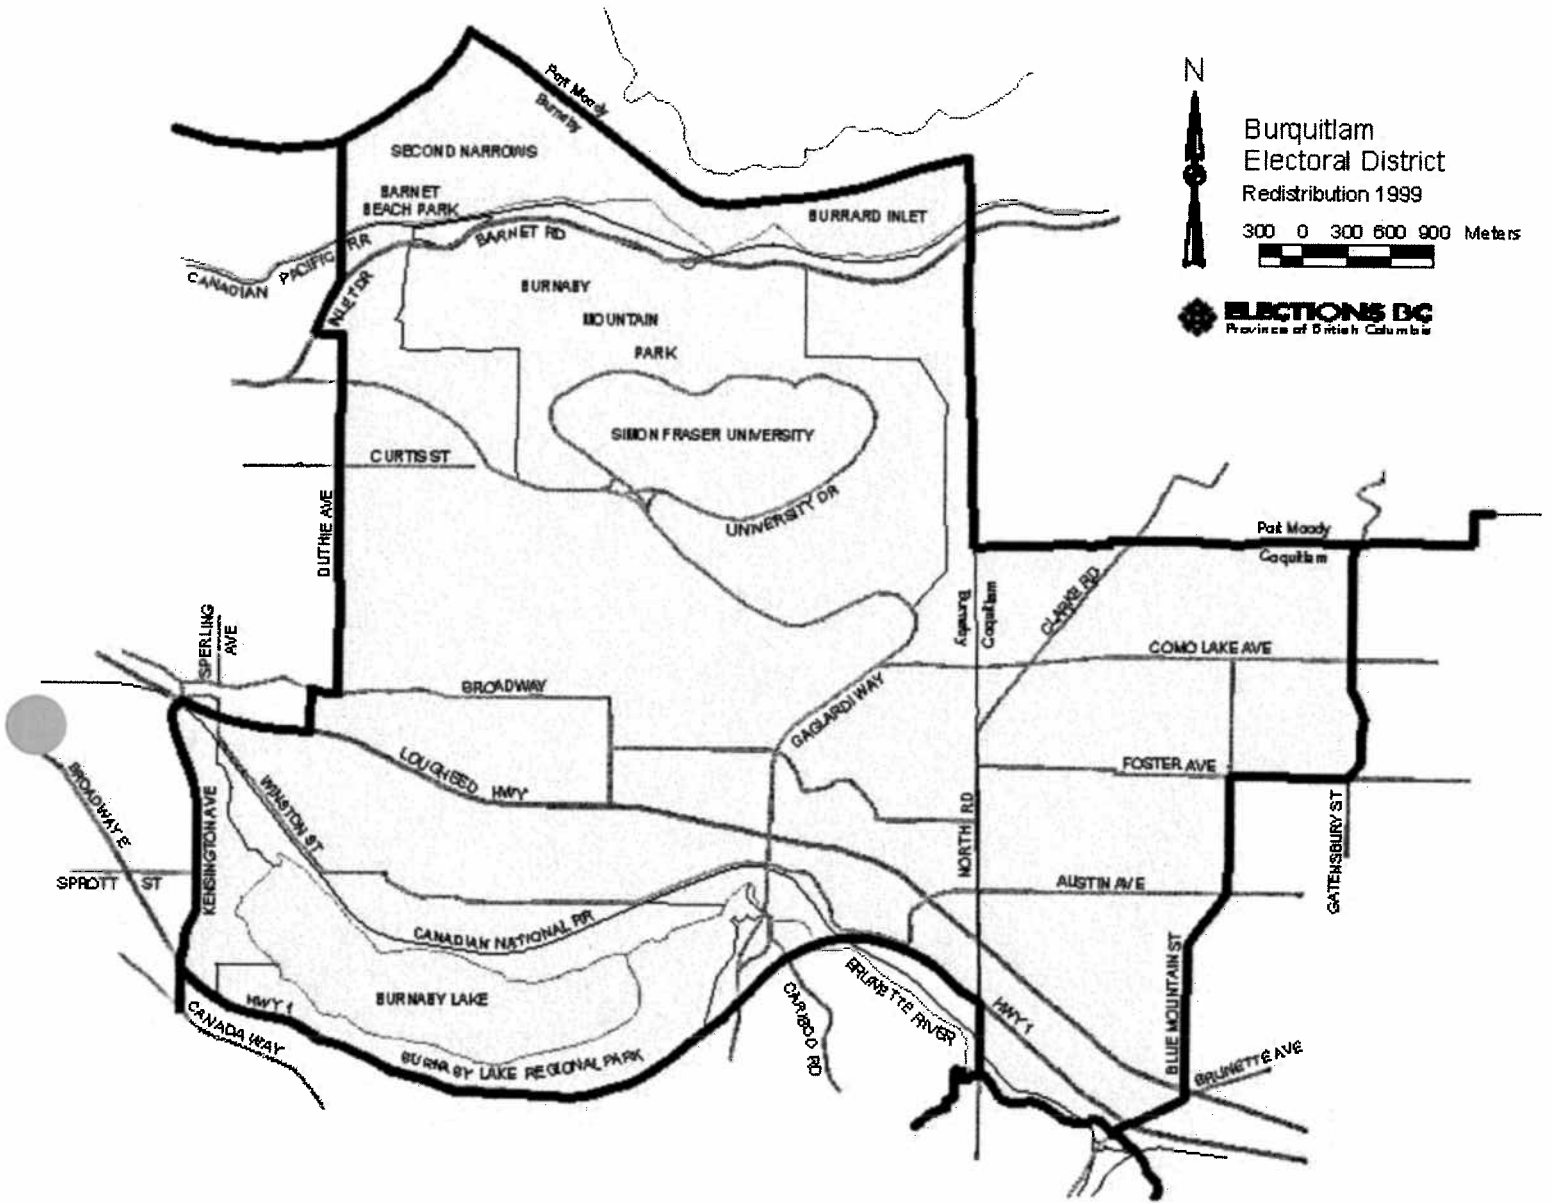 N
Burquitlam
Electoral District
Redistribution 1999
300 0 300 600 900 Meters
ELECTIONS BC
Province of British Columbia
Port Moody
Burnaby
SECOND NARROWS
BARNET
BEACH PARK
BURRARD INLET
CANADIAN PACIFIC RR
BARNET RD
INLET DR
BURNABY
MOUNTAIN
PARK
SIMON FRASER UNIVERSITY
CURTIS ST
UNIVERSITY DR
DUTHIE AVE
Port Moody
Coquitlam
CLARKE RD
Burnaby
Coquitlam
SPERLING
AVE
COMO LAKE AVE
BROADWAY
GAGLARDI WAY
LOUGHEED HWY
FOSTER AVE
BROADWAY E
KENSINGTON AVE
WINSTON ST
NORTH RD
GATENSBURY ST
SPROTT ST
AUSTIN AVE
CANADIAN NATIONAL RR
BURNABY LAKE
HWY 1
CANADA WAY
BURNABY LAKE REGIONAL PARK
CARIBOO RD
BRUNETTE RIVER
HWY 1
BLUE MOUNTAIN ST
BRUNETTE AVE